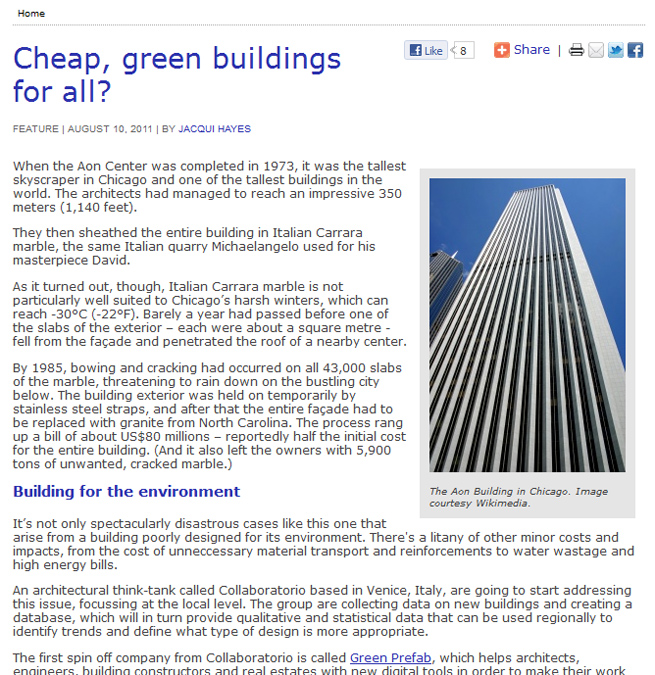 Home
Cheap, green buildings
for all?
Like
8
Share |
FEATURE | AUGUST 10, 2011 | BY JACQUI HAYES
When the Aon Center was completed in 1973, it was the tallest
skyscraper in Chicago and one of the tallest buildings in the
world. The architects had managed to reach an impressive 350
meters (1,140 feet).
They then sheathed the entire building in Italian Carrara
marble, the same Italian quarry Michaelangelo used for his
masterpiece David.
As it turned out, though, Italian Carrara marble is not
particularly well suited to Chicago's harsh winters, which can
reach -30ºC (-22ºF). Barely a year had passed before one of
the slabs of the exterior – each were about a square metre -
fell from the façade and penetrated the roof of a nearby center.
By 1985, bowing and cracking had occurred on all 43,000 slabs
of the marble, threatening to rain down on the bustling city
below. The building exterior was held on temporarily by
stainless steel straps, and after that the entire façade had to
be replaced with granite from North Carolina. The process rang
up a bill of about US$80 millions – reportedly half the initial cost
for the entire building. (And it also left the owners with 5,900
tons of unwanted, cracked marble.)
The Aon Building in Chicago. Image
courtesy Wikimedia.
Building for the environment
It's not only spectacularly disastrous cases like this one that
arise from a building poorly designed for its environment. There's a litany of other minor costs and
impacts, from the cost of unneccessary material transport and reinforcements to water wastage and
high energy bills.
An architectural think-tank called Collaboratorio based in Venice, Italy, are going to start addressing
this issue, focussing at the local level. The group are collecting data on new buildings and creating a
database, which will in turn provide qualitative and statistical data that can be used regionally to
identify trends and define what type of design is more appropriate.
The first spin off company from Collaboratorio is called Green Prefab, which helps architects,
engineers, building constructors and real estates with new digital tools in order to make their work